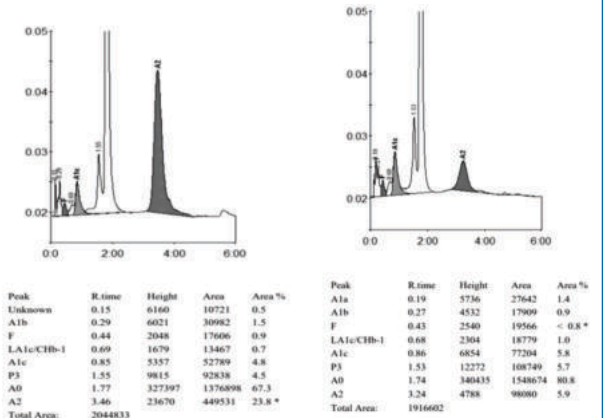 0.05
0.04
0.03
0.02
0.0
2:00
4:00
6:00
1.55
A1c
A2
Peak R.time Height Area Area %
Unknown 0.15 6160 10721 0.5
A1b 0.29 6021 30982 1.5
F 0.44 2048 17606 0.9
LA1c/CHb-1 0.69 1679 13467 0.7
A1c 0.85 5357 52789 4.8
P3 1.55 9815 92838 4.5
A0 1.77 327397 1376898 67.3
A2 3.46 23670 449531 23.8 *
Total Area: 2044833
0.05
0.04
0.03
0.02
0:0
2:00
4:00
6:00
1.53
A1c
A2
Peak R.time Height Area Area %
A1a 0.19 5736 27642 1.4
A1b 0.27 4532 17909 0.9
F 0.43 2540 19566 < 0.8 *
LA1c/CHb-1 0.68 2304 18779 1.0
A1c 0.86 6854 77204 5.8
P3 1.53 12272 108749 5.7
A0 1.74 340435 1548674 80.8
A2 3.24 4788 98080 5.9
Total Area: 1916602